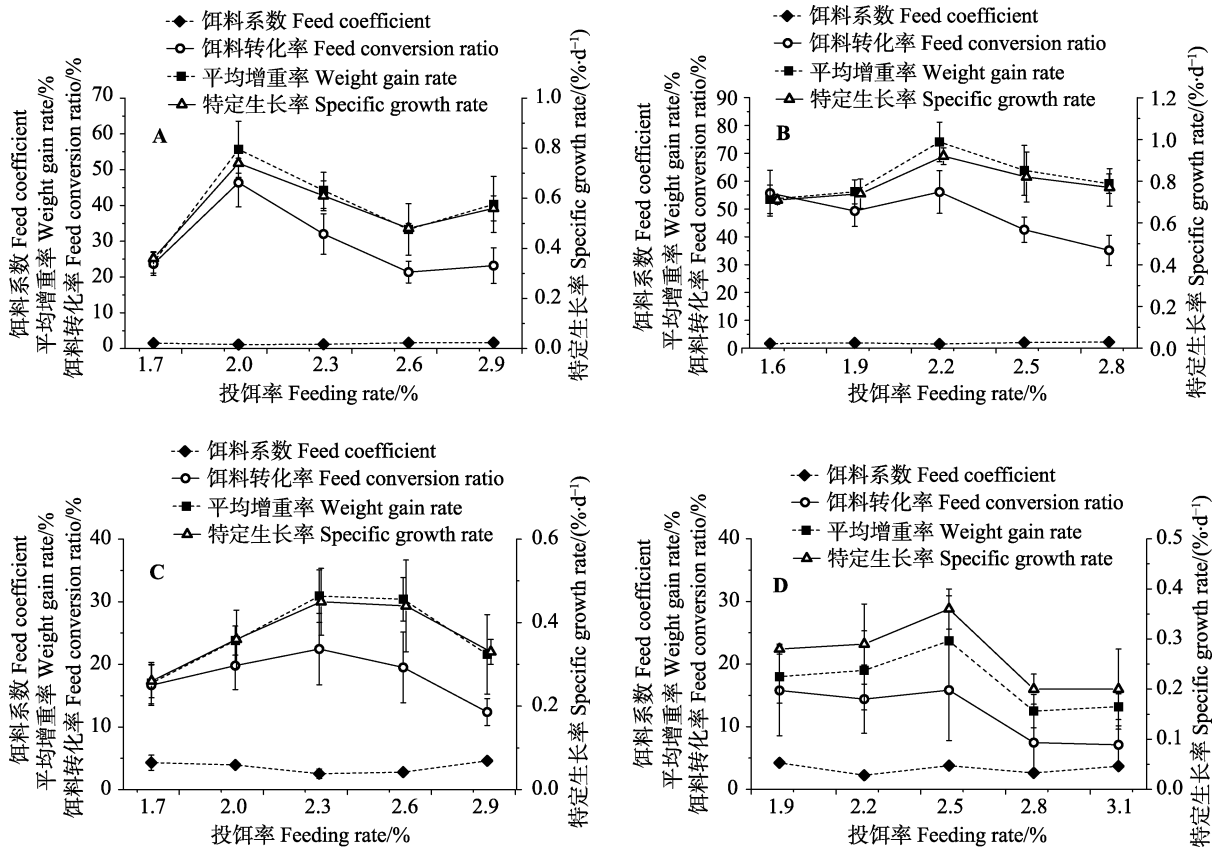 饵料系数 Feed coefficient
饵料转化率 Feed conversion ratio
平均增重率 Weight gain rate
特定生长率 Specific growth rate
A
饵料系数 Feed coefficient
平均增重率 Weight gain rate/%
饵料转化率 Feed conversion ratio/%
70
60
50
40
30
20
10
0
1.0
0.8
0.6
0.4
0.2
0.0
特定生长率 Specific growth rate/(%·d⁻¹)
1.7 2.0 2.3 2.6 2.9
投饵率 Feeding rate/%
饵料系数 Feed coefficient
饵料转化率 Feed conversion ratio
平均增重率 Weight gain rate
特定生长率 Specific growth rate
B
饵料系数 Feed coefficient
平均增重率 Weight gain rate/%
饵料转化率 Feed conversion ratio/%
90
80
70
60
50
40
30
20
10
0
1.2
1.0
0.8
0.6
0.4
0.2
0.0
特定生长率 Specific growth rate/(%·d⁻¹)
1.6 1.9 2.2 2.5 2.8
投饵率 Feeding rate/%
饵料系数 Feed coefficient
饵料转化率 Feed conversion ratio
平均增重率 Weight gain rate
特定生长率 Specific growth rate
C
饵料系数 Feed coefficient
平均增重率 Weight gain rate/%
饵料转化率 Feed conversion ratio/%
40
30
20
10
0
0.6
0.4
0.2
0.0
特定生长率 Specific growth rate/(%·d⁻¹)
1.7 2.0 2.3 2.6 2.9
投饵率 Feeding rate/%
饵料系数 Feed coefficient
饵料转化率 Feed conversion ratio
平均增重率 Weight gain rate
特定生长率 Specific growth rate
D
饵料系数 Feed coefficient
平均增重率 Weight gain rate/%
饵料转化率 Feed conversion ratio/%
40
30
20
10
0
0.5
0.4
0.3
0.2
0.1
0.0
特定生长率 Specific growth rate/(%·d⁻¹)
1.9 2.2 2.5 2.8 3.1
投饵率 Feeding rate/%